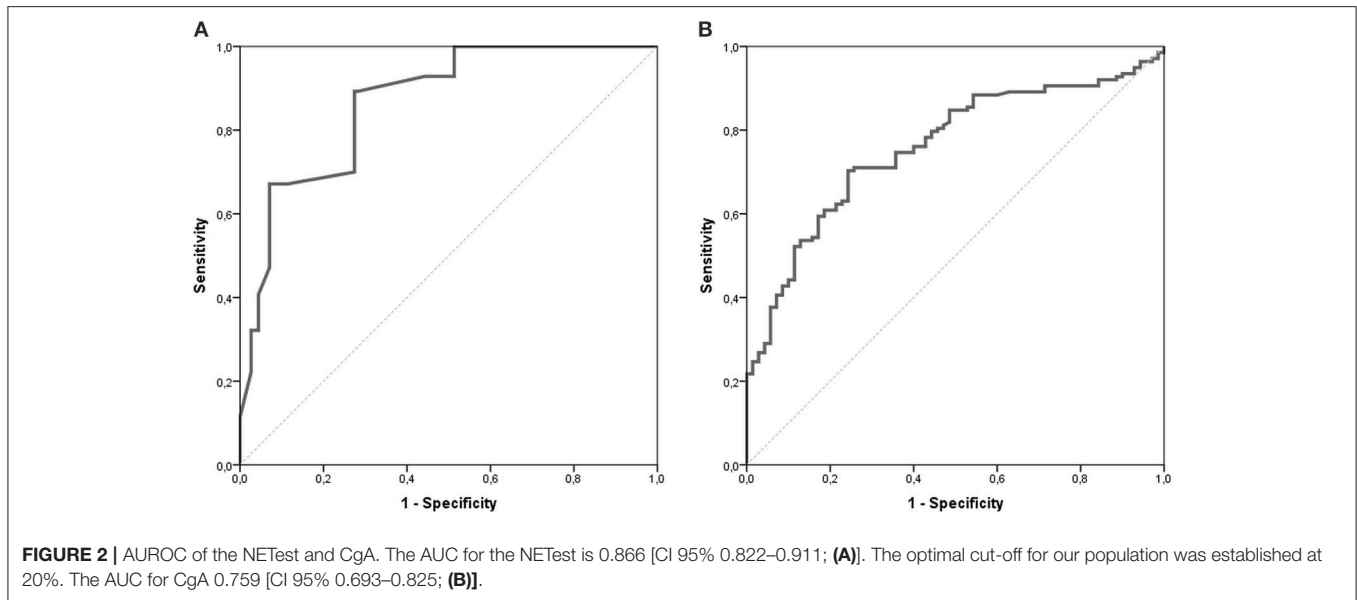 A
1,0
0,8
0,6
0,4
0,2
0,0
Sensitivity
0,0 0,2 0,4 0,6 0,8 1,0
1 - Specificity
B
1,0
0,8
0,6
0,4
0,2
0,0
Sensitivity
0,0 0,2 0,4 0,6 0,8 1,0
1 - Specificity
FIGURE 2 | AUROC of the NETest and CgA. The AUC for the NETest is 0.866 [CI 95% 0.822–0.911; (A)]. The optimal cut-off for our population was established at
20%. The AUC for CgA 0.759 [CI 95% 0.693–0.825; (B)].